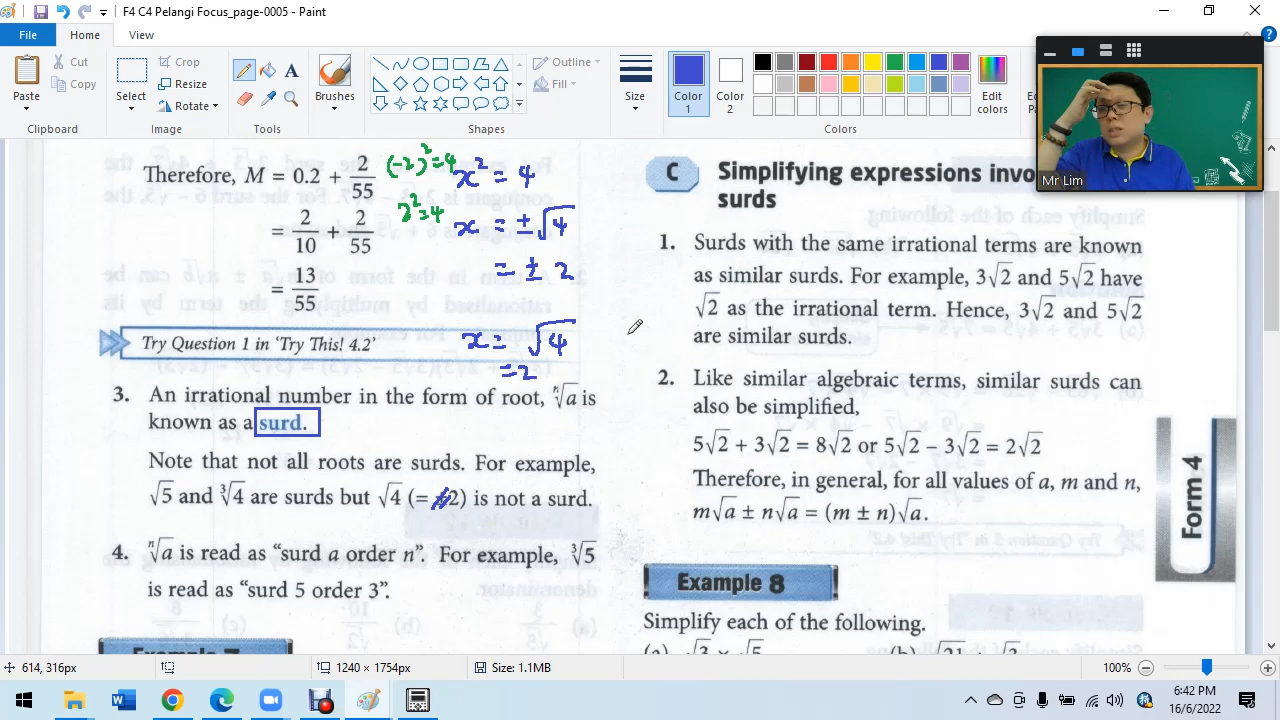 F4 C4 Pelangi Focus_page-0005 - Paint
File Home View
Paste Cut Copy Clipboard
Select Crop Resize Rotate Image
Tools
Brushes
Shapes Outline Fill
Size
Color 1 Color 2 Edit colors Colors
Mr Lim
Therefore, M = 0.2 + 2/55
= 2/10 + 2/55
= 13/55
(-2)² = 4
2² = 4
x² = 4
x = ±√4
= ± 2
x = √4
= 2
Try Question 1 in 'Try This! 4.2'
3. An irrational number in the form of root, ⁿ√a is
known as a surd.
Note that not all roots are surds. For example,
√5 and ³√4 are surds but √4 (= 2) is not a surd.
4. ⁿ√a is read as “surd a order n”. For example, ³√5
is read as “surd 5 order 3”.
C Simplifying expressions
surds
1. Surds with the same irrational terms are known
as similar surds. For example, 3√2 and 5√2 have
√2 as the irrational term. Hence, 3√2 and 5√2
are similar surds.
2. Like similar algebraic terms, similar surds can
also be simplified,
5√2 + 3√2 = 8√2 or 5√2 − 3√2 = 2√2
Therefore, in general, for all values of a, m and n,
m√a ± n√a = (m ± n)√a.
Example 8
Simplify each of the following.
Form 4
614, 316px
1240 × 1754px
Size: 1.1MB
100%
6:42 PM
16/6/2022